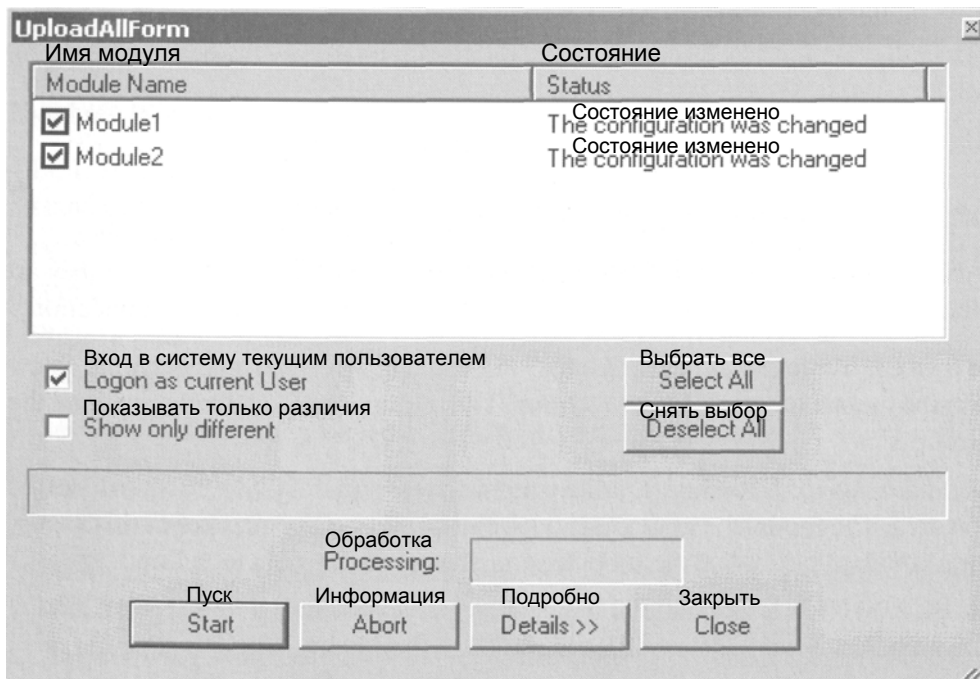 UploadAllForm
Имя модуля Состояние
Module Name Status
Состояние изменено
Module1 The configuration was changed
Состояние изменено
Module2 The configuration was changed
Вход в систему текущим пользователем Выбрать все
Logon as current User Select All
Показывать только различия Снять выбор
Show only different Deselect All
Обработка
Processing:
Пуск Информация Подробно Закрыть
Start Abort Details >> Close